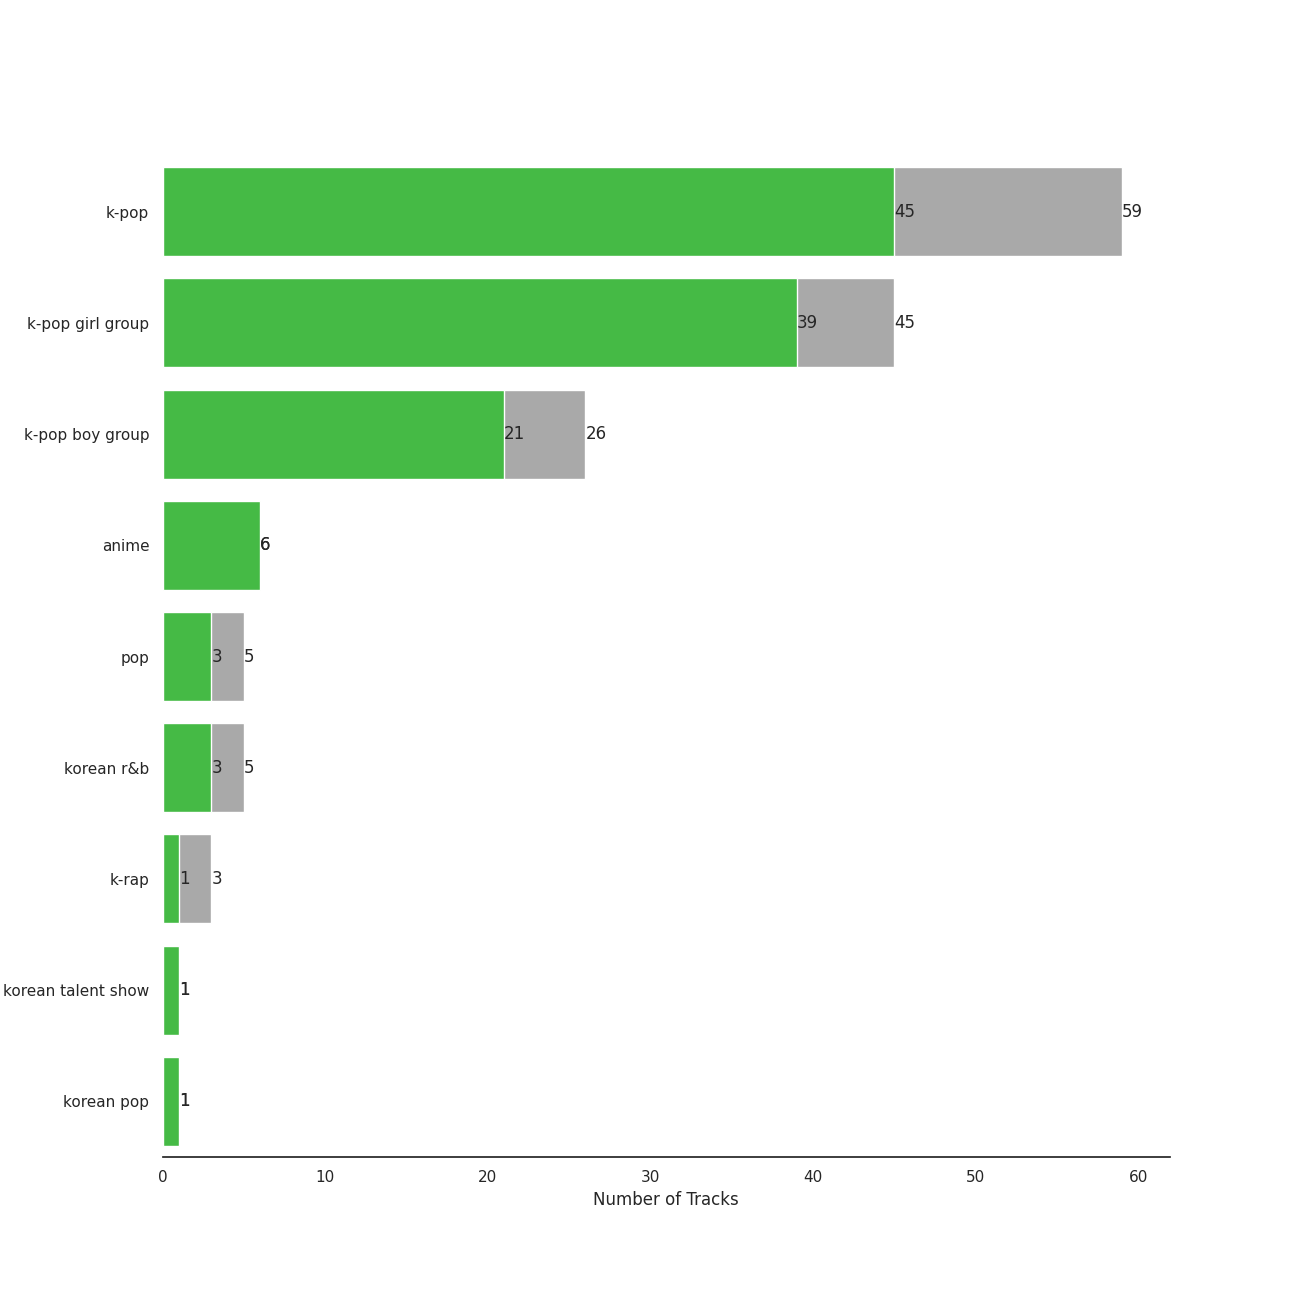 k-pop 45 59
k-pop girl group 39 45
k-pop boy group 21 26
anime 6
pop 3 5
korean r&b 3 5
k-rap 1 3
korean talent show 1
korean pop 1
0 10 20 30 40 50 60
Number of Tracks